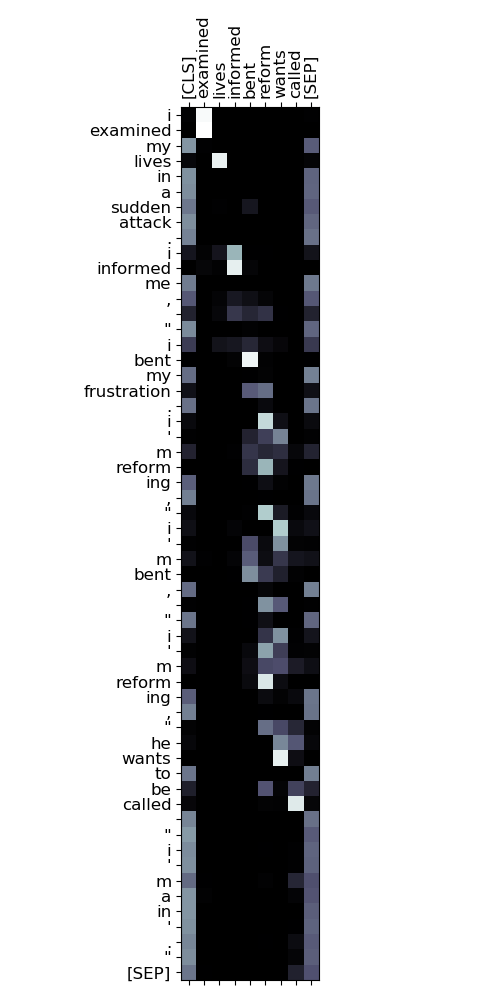 [CLS]
examined
lives
informed
bent
reform
wants
called
[SEP]
i
examined
my
lives
in
a
sudden
attack
.
i
informed
me
,
"
i
bent
my
frustration
.
i
'
m
reform
ing
,
"
i
'
m
bent
,
"
i
'
m
reform
ing
,
"
he
wants
to
be
called
"
i
'
m
a
in
'
.
"
[SEP]